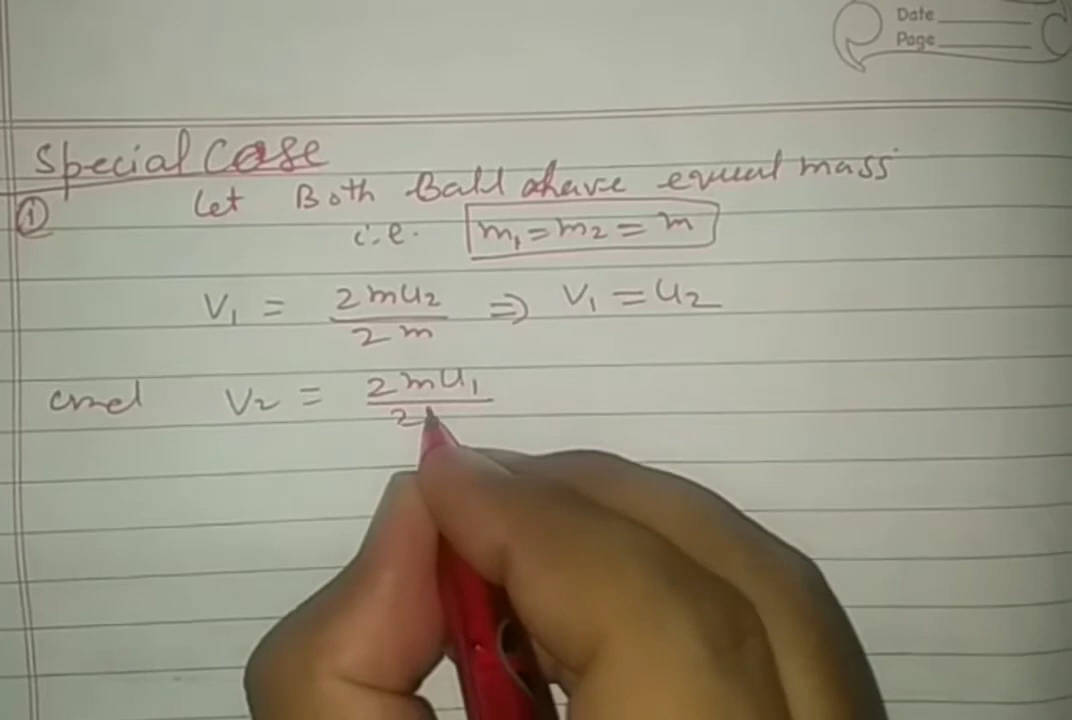 Date
Page
Special Case
① Let Both Ball have equal mass
i.e. m₁ = m₂ = m
V₁ = 2mu₂ / 2m ⇒ V₁ = u₂
and V₂ = 2mu₁ / 2